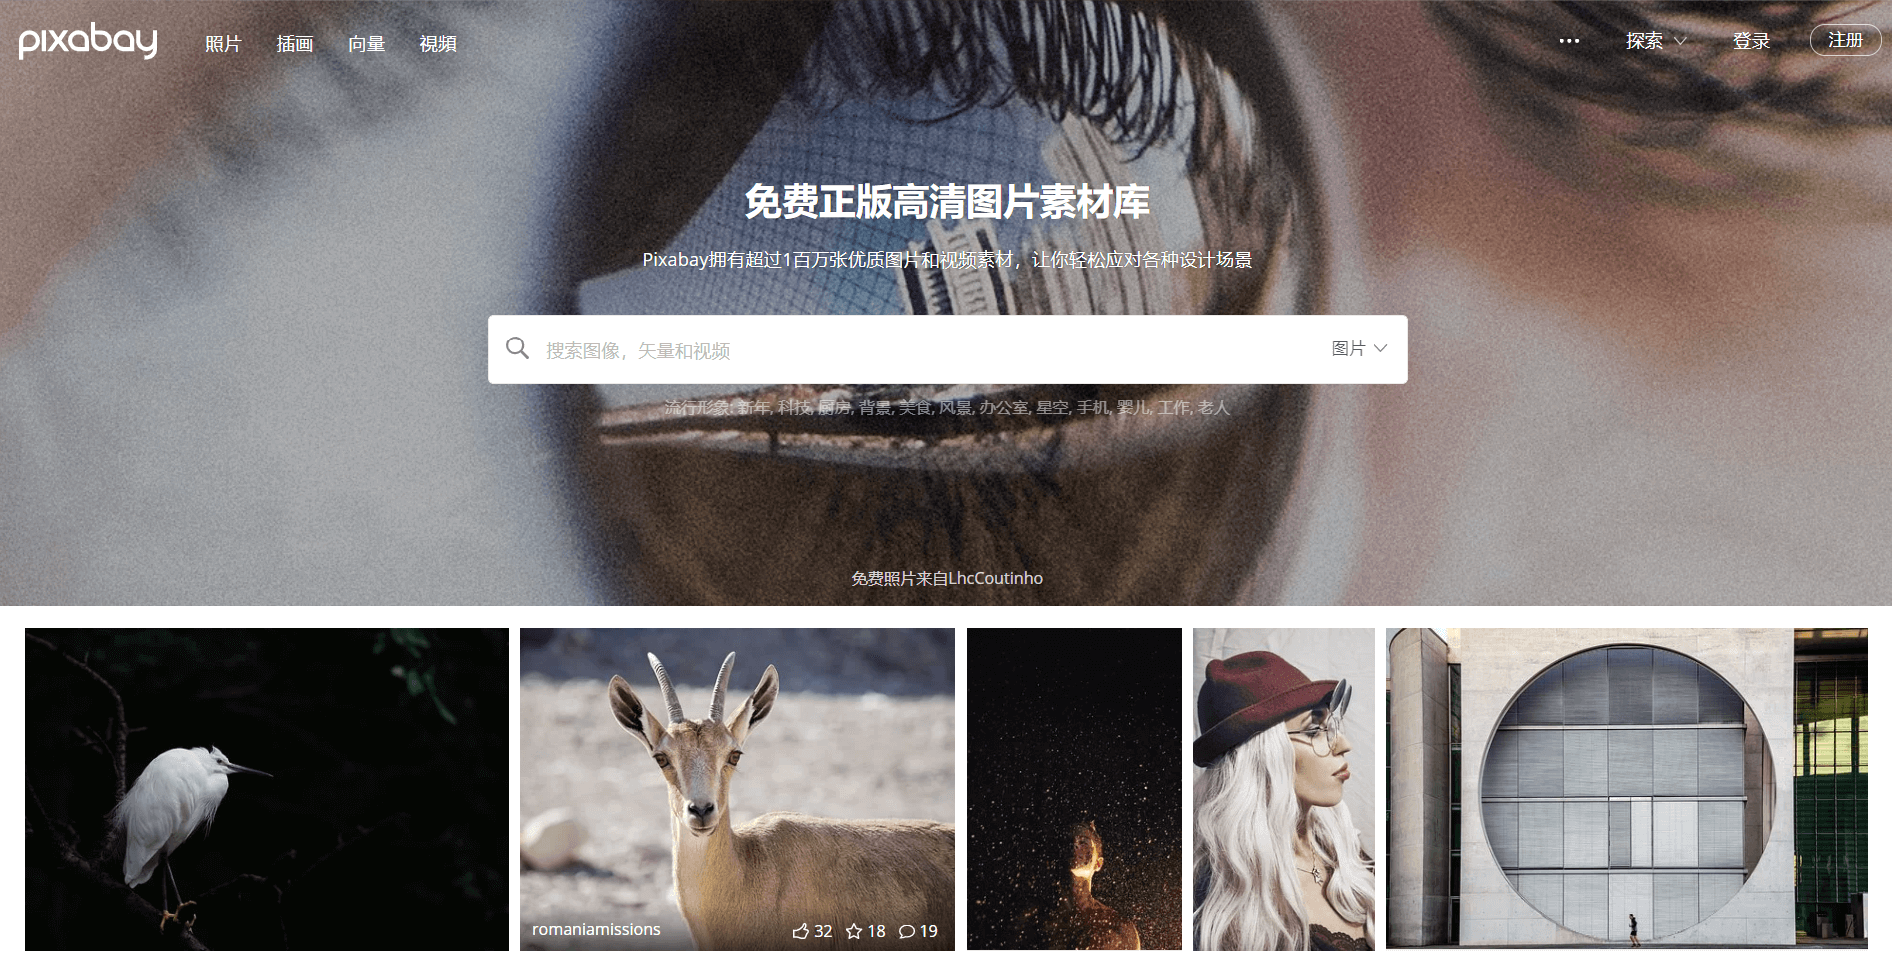 pixabay 照片 插画 向量 視頻 ••• 探索 登录 注册
免费正版高清图片素材库
Pixabay拥有超过1百万张优质图片和视频素材，让你轻松应对各种设计场景
搜索图像，矢量和视频 图片
流行形象: 新年, 科技, 厨房, 背景, 美食, 风景, 办公室, 星空, 手机, 婴儿, 工作, 老人
免费照片来自LhcCoutinho
romaniamissions 32 18 19